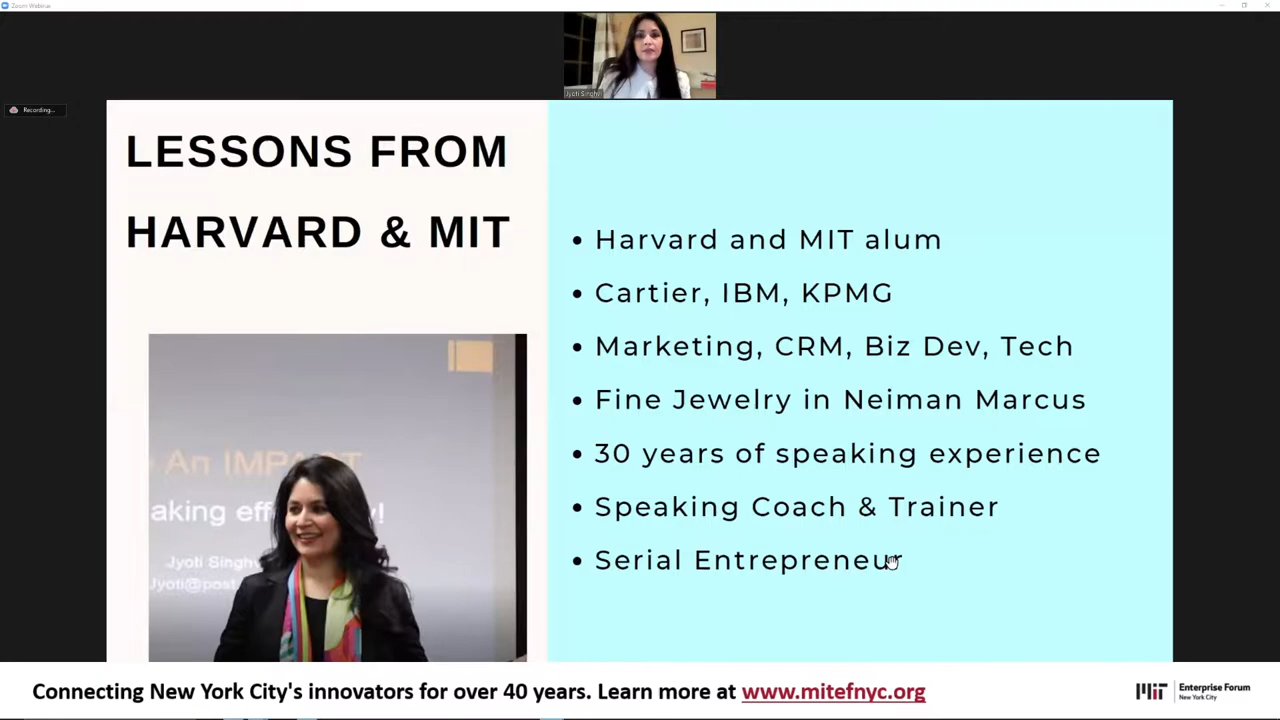 Zoom Webinar
Jyoti Singhvi
Recording...
LESSONS FROM
HARVARD & MIT
• Harvard and MIT alum
• Cartier, IBM, KPMG
• Marketing, CRM, Biz Dev, Tech
• Fine Jewelry in Neiman Marcus
• 30 years of speaking experience
• Speaking Coach & Trainer
• Serial Entrepreneur
An IMPACT
aking eff y!
Jyoti Singhv
Jyoti@post
Connecting New York City's innovators for over 40 years. Learn more at www.mitefnyc.org
MIT Enterprise Forum
New York City